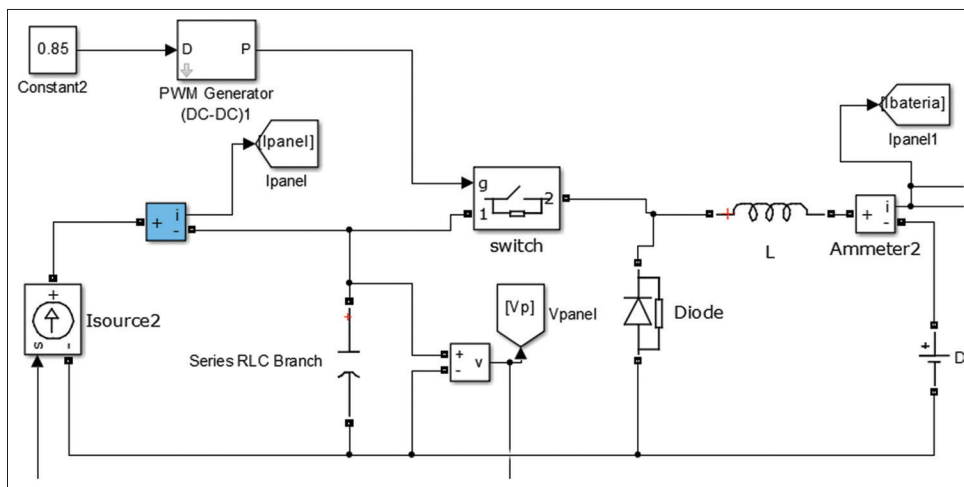 0.85
Constant2
D
P
PWM Generator
(DC-DC)1
[Ipanel]
Ipanel
[Ibateria]
Ipanel1
+
i
-
g
1
2
switch
L
+
i
-
Ammeter2
+
-
s
Isource2
+
Series RLC Branch
+
-
v
[Vp]
Vpanel
Diode
+
+
D